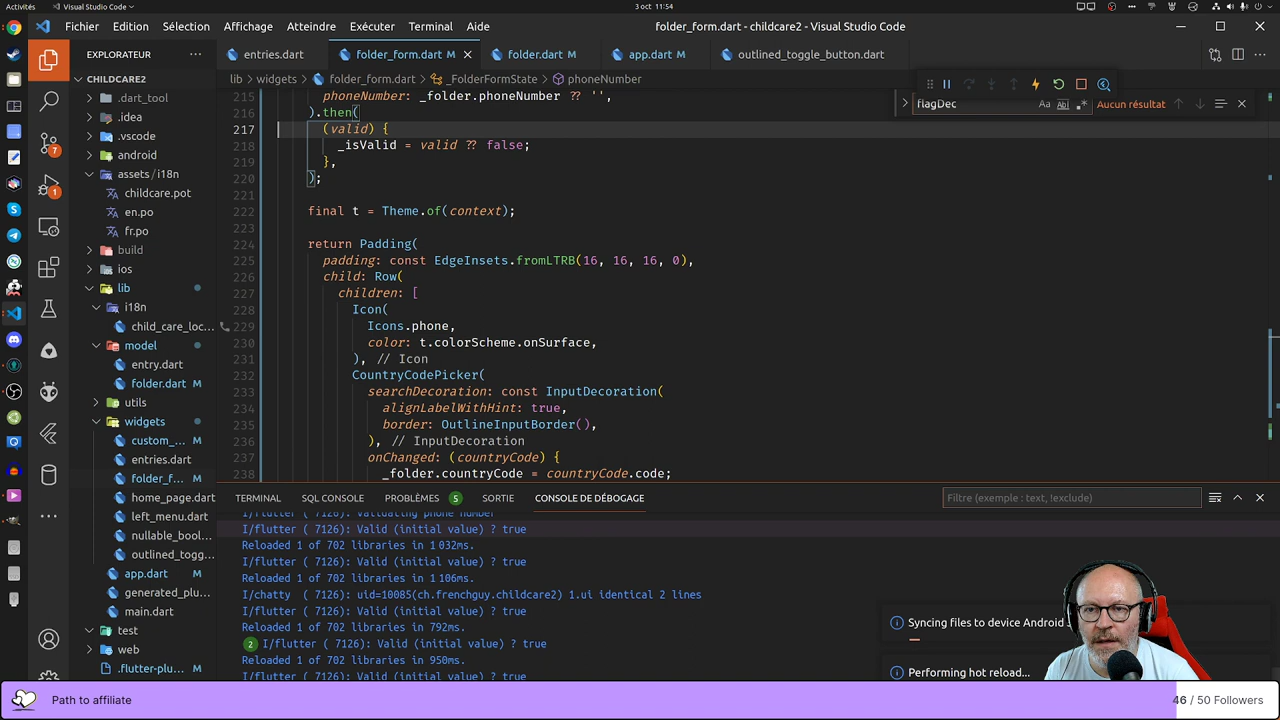 Activités
Visual Studio Code
3 oct 11:54
Fichier Edition Sélection Affichage Atteindre Exécuter Terminal Aide
folder_form.dart - childcare2 - Visual Studio Code
EXPLORATEUR
CHILDCARE2
.dart_tool
.idea
.vscode
android
assets/i18n
childcare.pot
en.po
fr.po
build
ios
lib
i18n
child_care_loc...
model
entry.dart
folder.dart M
utils
widgets
custom_... M
entries.dart
folder_f... M
home_page.dart
left_menu.dart
nullable_bool...
outlined_togg...
app.dart M
generated_plu...
main.dart
test
web
.flutter-plu...
7
1
entries.dart
folder_form.dart M
folder.dart M
app.dart M
outlined_toggle_button.dart
lib > widgets > folder_form.dart > _FolderFormState > phoneNumber
flagDec
Aa Ab .*
Aucun résultat
215 phoneNumber: _folder.phoneNumber ?? '',
216 ).then(
217 (valid) {
218 _isValid = valid ?? false;
219 },
220 );
221
222 final t = Theme.of(context);
223
224 return Padding(
225 padding: const EdgeInsets.fromLTRB(16, 16, 16, 0),
226 child: Row(
227 children: [
228 Icon(
229 Icons.phone,
230 color: t.colorScheme.onSurface,
231 ), // Icon
232 CountryCodePicker(
233 searchDecoration: const InputDecoration(
234 alignLabelWithHint: true,
235 border: OutlineInputBorder(),
236 ), // InputDecoration
237 onChanged: (countryCode) {
238 _folder.countryCode = countryCode.code;
TERMINAL SQL CONSOLE PROBLÈMES 5 SORTIE CONSOLE DE DÉBOGAGE
Filtre (exemple : text, !exclude)
I/flutter ( 7126): Validating phone number
I/flutter ( 7126): Valid (initial value) ? true
Reloaded 1 of 702 libraries in 1 032ms.
I/flutter ( 7126): Valid (initial value) ? true
Reloaded 1 of 702 libraries in 1 106ms.
I/chatty ( 7126): uid=10085(ch.frenchguy.childcare2) 1.ui identical 2 lines
I/flutter ( 7126): Valid (initial value) ? true
Reloaded 1 of 702 libraries in 792ms.
2 I/flutter ( 7126): Valid (initial value) ? true
Reloaded 1 of 702 libraries in 950ms.
I/flutter ( 7126): Valid (initial value) ? true
Syncing files to device Android
Performing hot reload...
Path to affiliate
46 / 50 Followers